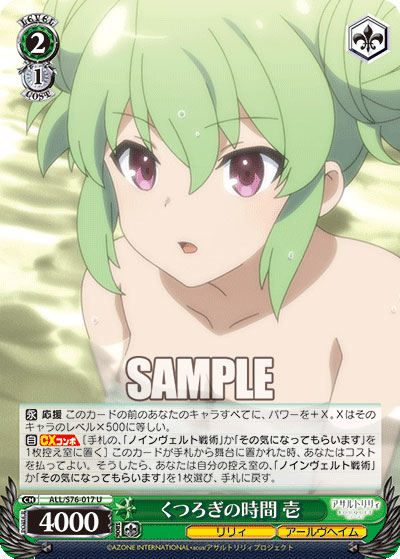 LEVEL
2
1
COST
SAMPLE
永 応援 このカードの前のあなたのキャラすべてに、パワーを+X。Xはその
キャラのレベル×500に等しい。
自 CXコンボ [手札の、「ノインヴェルト戦術」か「その気になってもらいます」を
1枚控え室に置く] このカードが手札から舞台に置かれた時、あなたはコスト
を払ってよい。そうしたら、あなたは自分の控え室の、「ノインヴェルト戦術」
か「その気になってもらいます」を1枚選び、手札に戻す。
CH
ALL/S76-017 U
POWER
4000
くつろぎの時間 壱
リリィ
アールヴヘイム
アサルトリリィ
©AZONE INTERNATIONAL・acus/アサルトリリィプロジェクト